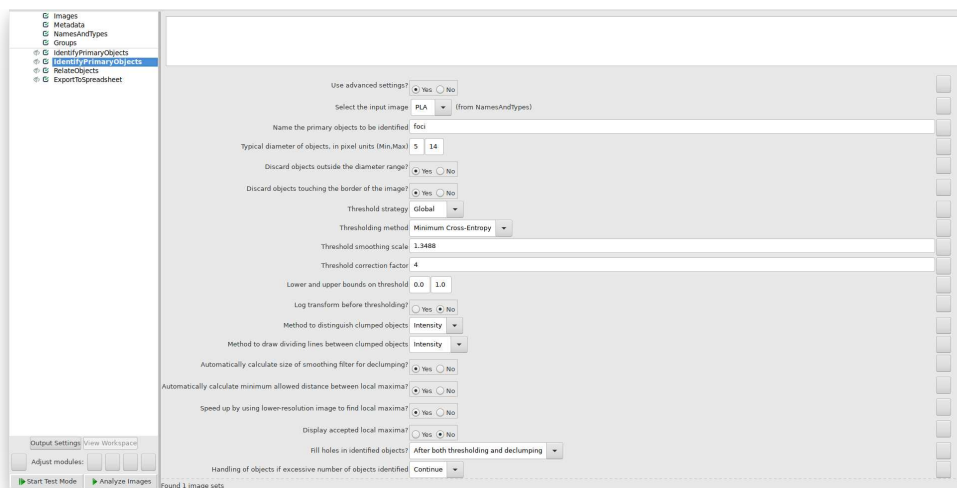 Images
Metadata
NamesAndTypes
Groups
IdentifyPrimaryObjects
IdentifyPrimaryObjects
RelateObjects
ExportToSpreadsheet
Use advanced settings? Yes No
Select the input image PLA (from NamesAndTypes)
Name the primary objects to be identified foci
Typical diameter of objects, in pixel units (Min,Max) 5 14
Discard objects outside the diameter range? Yes No
Discard objects touching the border of the image? Yes No
Threshold strategy Global
Thresholding method Minimum Cross-Entropy
Threshold smoothing scale 1.3488
Threshold correction factor 4
Lower and upper bounds on threshold 0.0 1.0
Log transform before thresholding? Yes No
Method to distinguish clumped objects Intensity
Method to draw dividing lines between clumped objects Intensity
Automatically calculate size of smoothing filter for declumping? Yes No
Automatically calculate minimum allowed distance between local maxima? Yes No
Speed up by using lower-resolution image to find local maxima? Yes No
Display accepted local maxima? Yes No
Fill holes in identified objects? After both thresholding and declumping
Handling of objects if excessive number of objects identified Continue
Output Settings View Workspace
Adjust modules:
Start Test Mode Analyze Images
Found 1 image sets